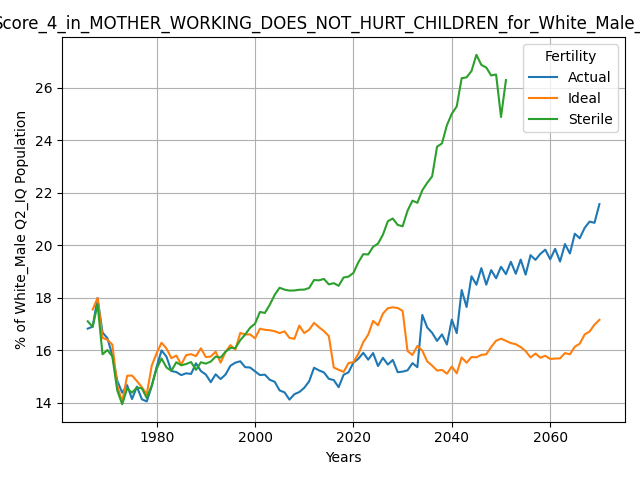 Score_4_in_MOTHER_WORKING_DOES_NOT_HURT_CHILDREN_for_White_Male_
Fertility
Actual
Ideal
Sterile
% of White_Male Q2_IQ Population
26
24
22
20
18
16
14
1980
2000
2020
2040
2060
Years